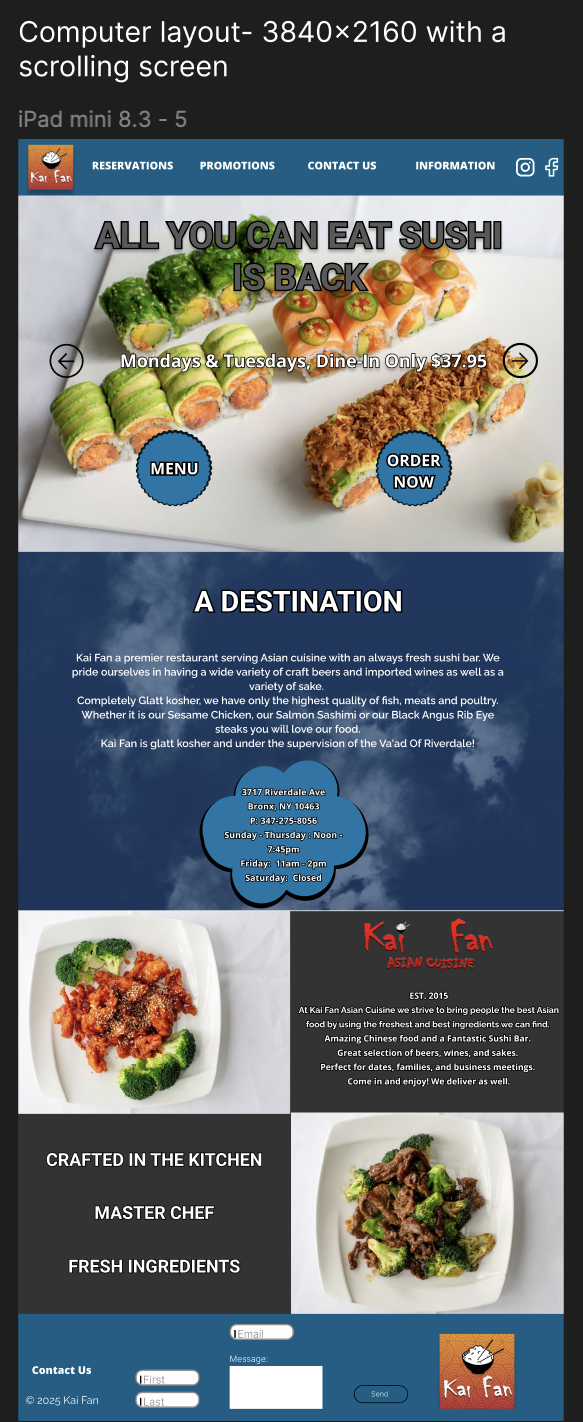 Computer layout- 3840×2160 with a
scrolling screen
iPad mini 8.3 - 5
Kai Fan
RESERVATIONS
PROMOTIONS
CONTACT US
INFORMATION
ALL YOU CAN EAT SUSHI
IS BACK
Mondays & Tuesdays, Dine-In Only $37.95
MENU
ORDER
NOW
A DESTINATION
Kai Fan a premier restaurant serving Asian cuisine with an always fresh sushi bar. We
pride ourselves in having a wide variety of craft beers and imported wines as well as a
variety of sake.
Completely Glatt kosher, we have only the highest quality of fish, meats and poultry.
Whether it is our Sesame Chicken, our Salmon Sashimi or our Black Angus Rib Eye
steaks you will love our food.
Kai Fan is glatt kosher and under the supervision of the Va'ad Of Riverdale!
3717 Riverdale Ave
Bronx, NY 10463
P: 347-275-8056
Sunday - Thursday : Noon -
7:45pm
Friday: 11am - 2pm
Saturday: Closed
Kai Fan
ASIAN CUISINE
EST. 2015
At Kai Fan Asian Cuisine we strive to bring people the best Asian
food by using the freshest and best ingredients we can find.
Amazing Chinese food and a Fantastic Sushi Bar.
Great selection of beers, wines, and sakes.
Perfect for dates, families, and business meetings.
Come in and enjoy! We deliver as well.
CRAFTED IN THE KITCHEN
MASTER CHEF
FRESH INGREDIENTS
Contact Us
© 2025 Kai Fan
First
Last
Email
Message:
Send
Kai Fan